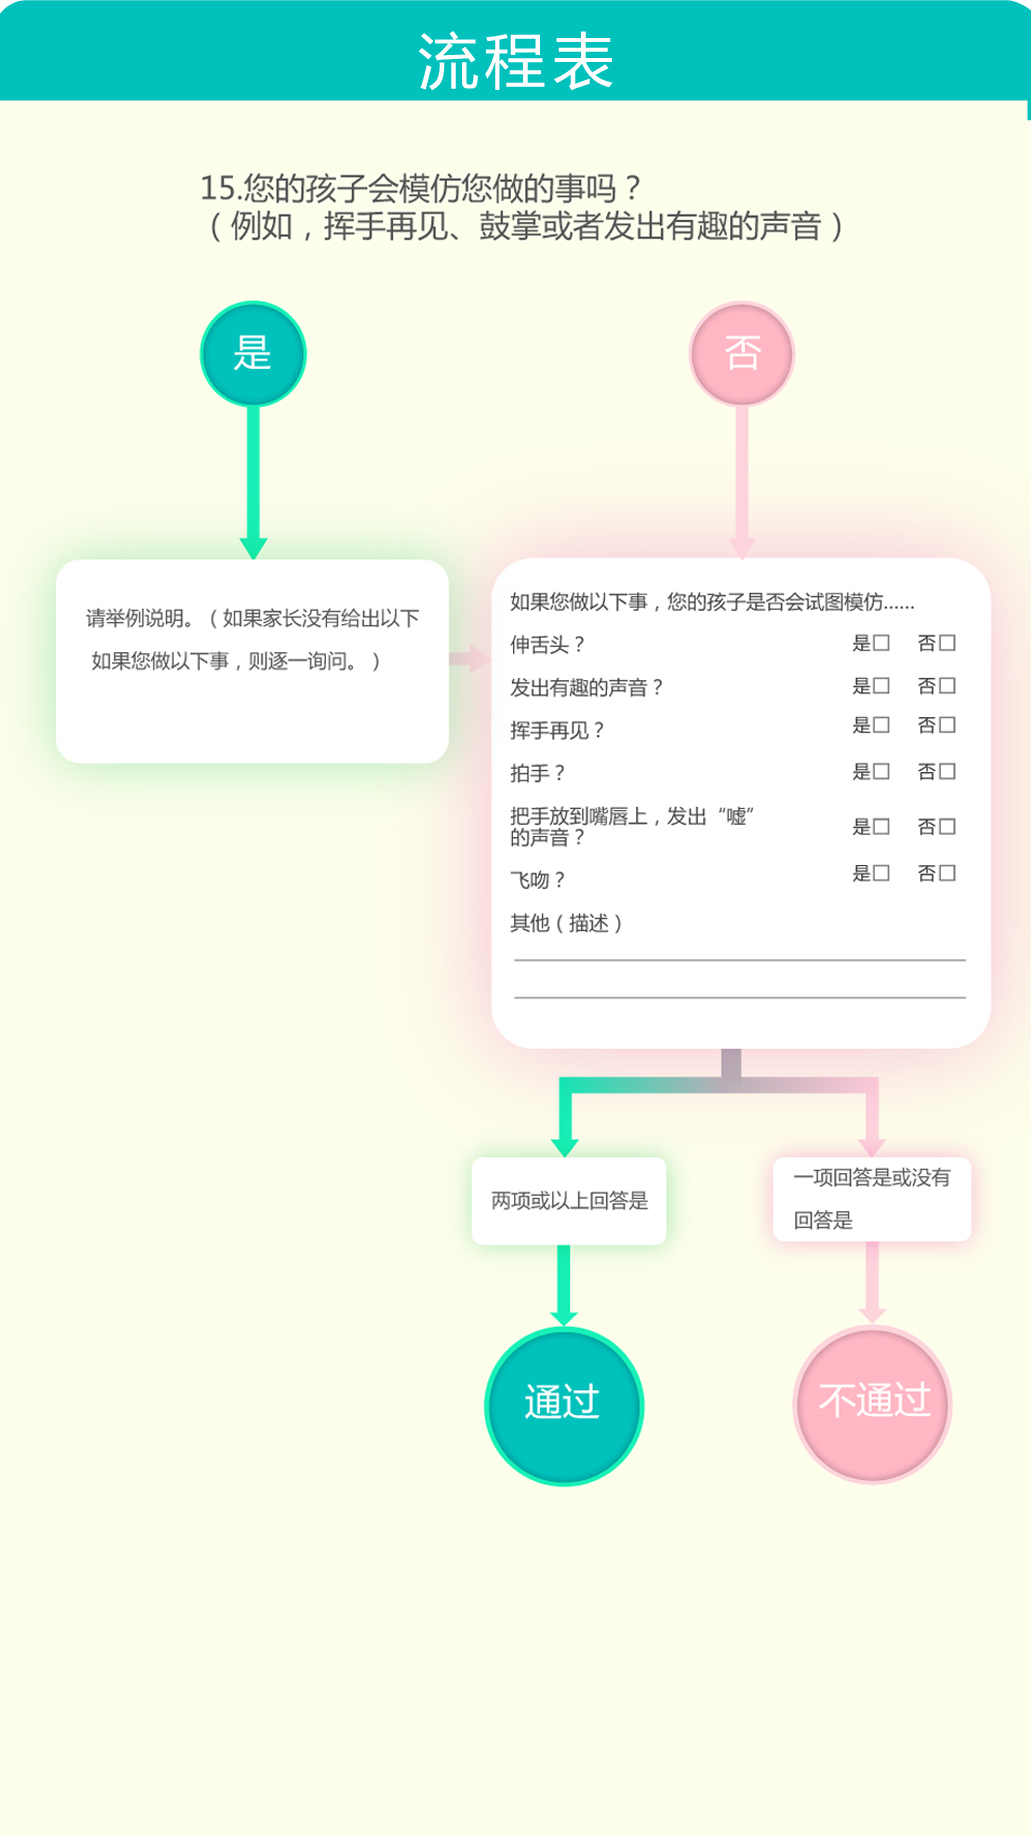 流程表
15.您的孩子会模仿您做的事吗？
（例如，挥手再见、鼓掌或者发出有趣的声音）
是
否
请举例说明。（如果家长没有给出以下
如果您做以下事，则逐一询问。）
如果您做以下事，您的孩子是否会试图模仿......
伸舌头？ 是□ 否□
发出有趣的声音？ 是□ 否□
挥手再见？ 是□ 否□
拍手？ 是□ 否□
把手放到嘴唇上，发出“嘘”
的声音？ 是□ 否□
飞吻？ 是□ 否□
其他（描述）
两项或以上回答是
一项回答是或没有
回答是
通过
不通过